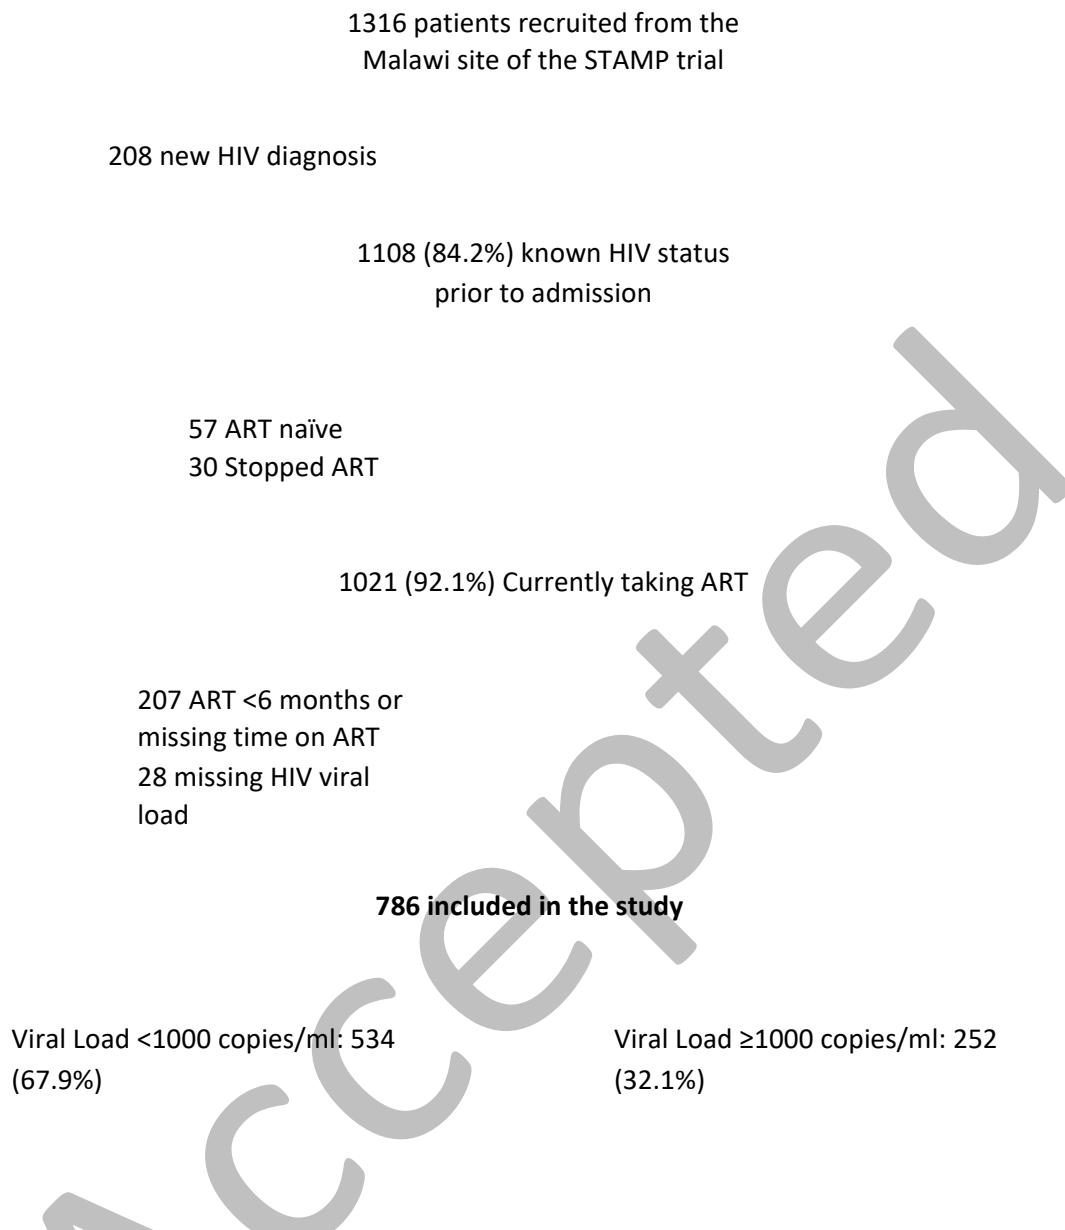 1316 patients recruited from the
Malawi site of the STAMP trial
208 new HIV diagnosis
1108 (84.2%) known HIV status
prior to admission
57 ART naïve
30 Stopped ART
1021 (92.1%) Currently taking ART
207 ART <6 months or
missing time on ART
28 missing HIV viral
load
786 included in the study
Viral Load <1000 copies/ml: 534
(67.9%)
Viral Load ≥1000 copies/ml: 252
(32.1%)
Accepted